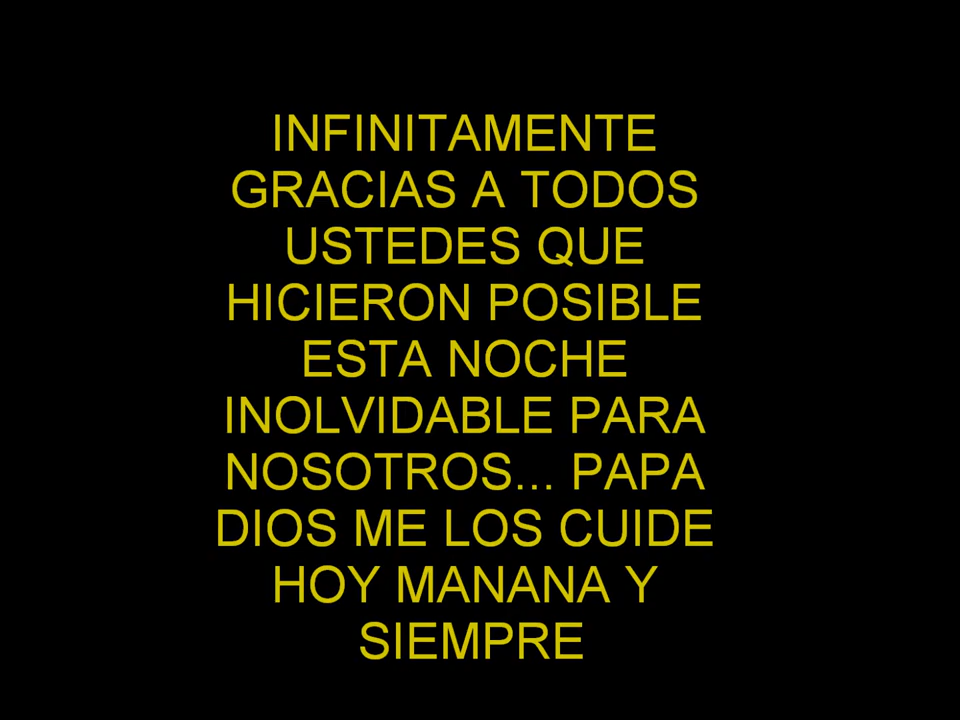 INFINITAMENTE
GRACIAS A TODOS
USTEDES QUE
HICIERON POSIBLE
ESTA NOCHE
INOLVIDABLE PARA
NOSOTROS... PAPA
DIOS ME LOS CUIDE
HOY MANANA Y
SIEMPRE